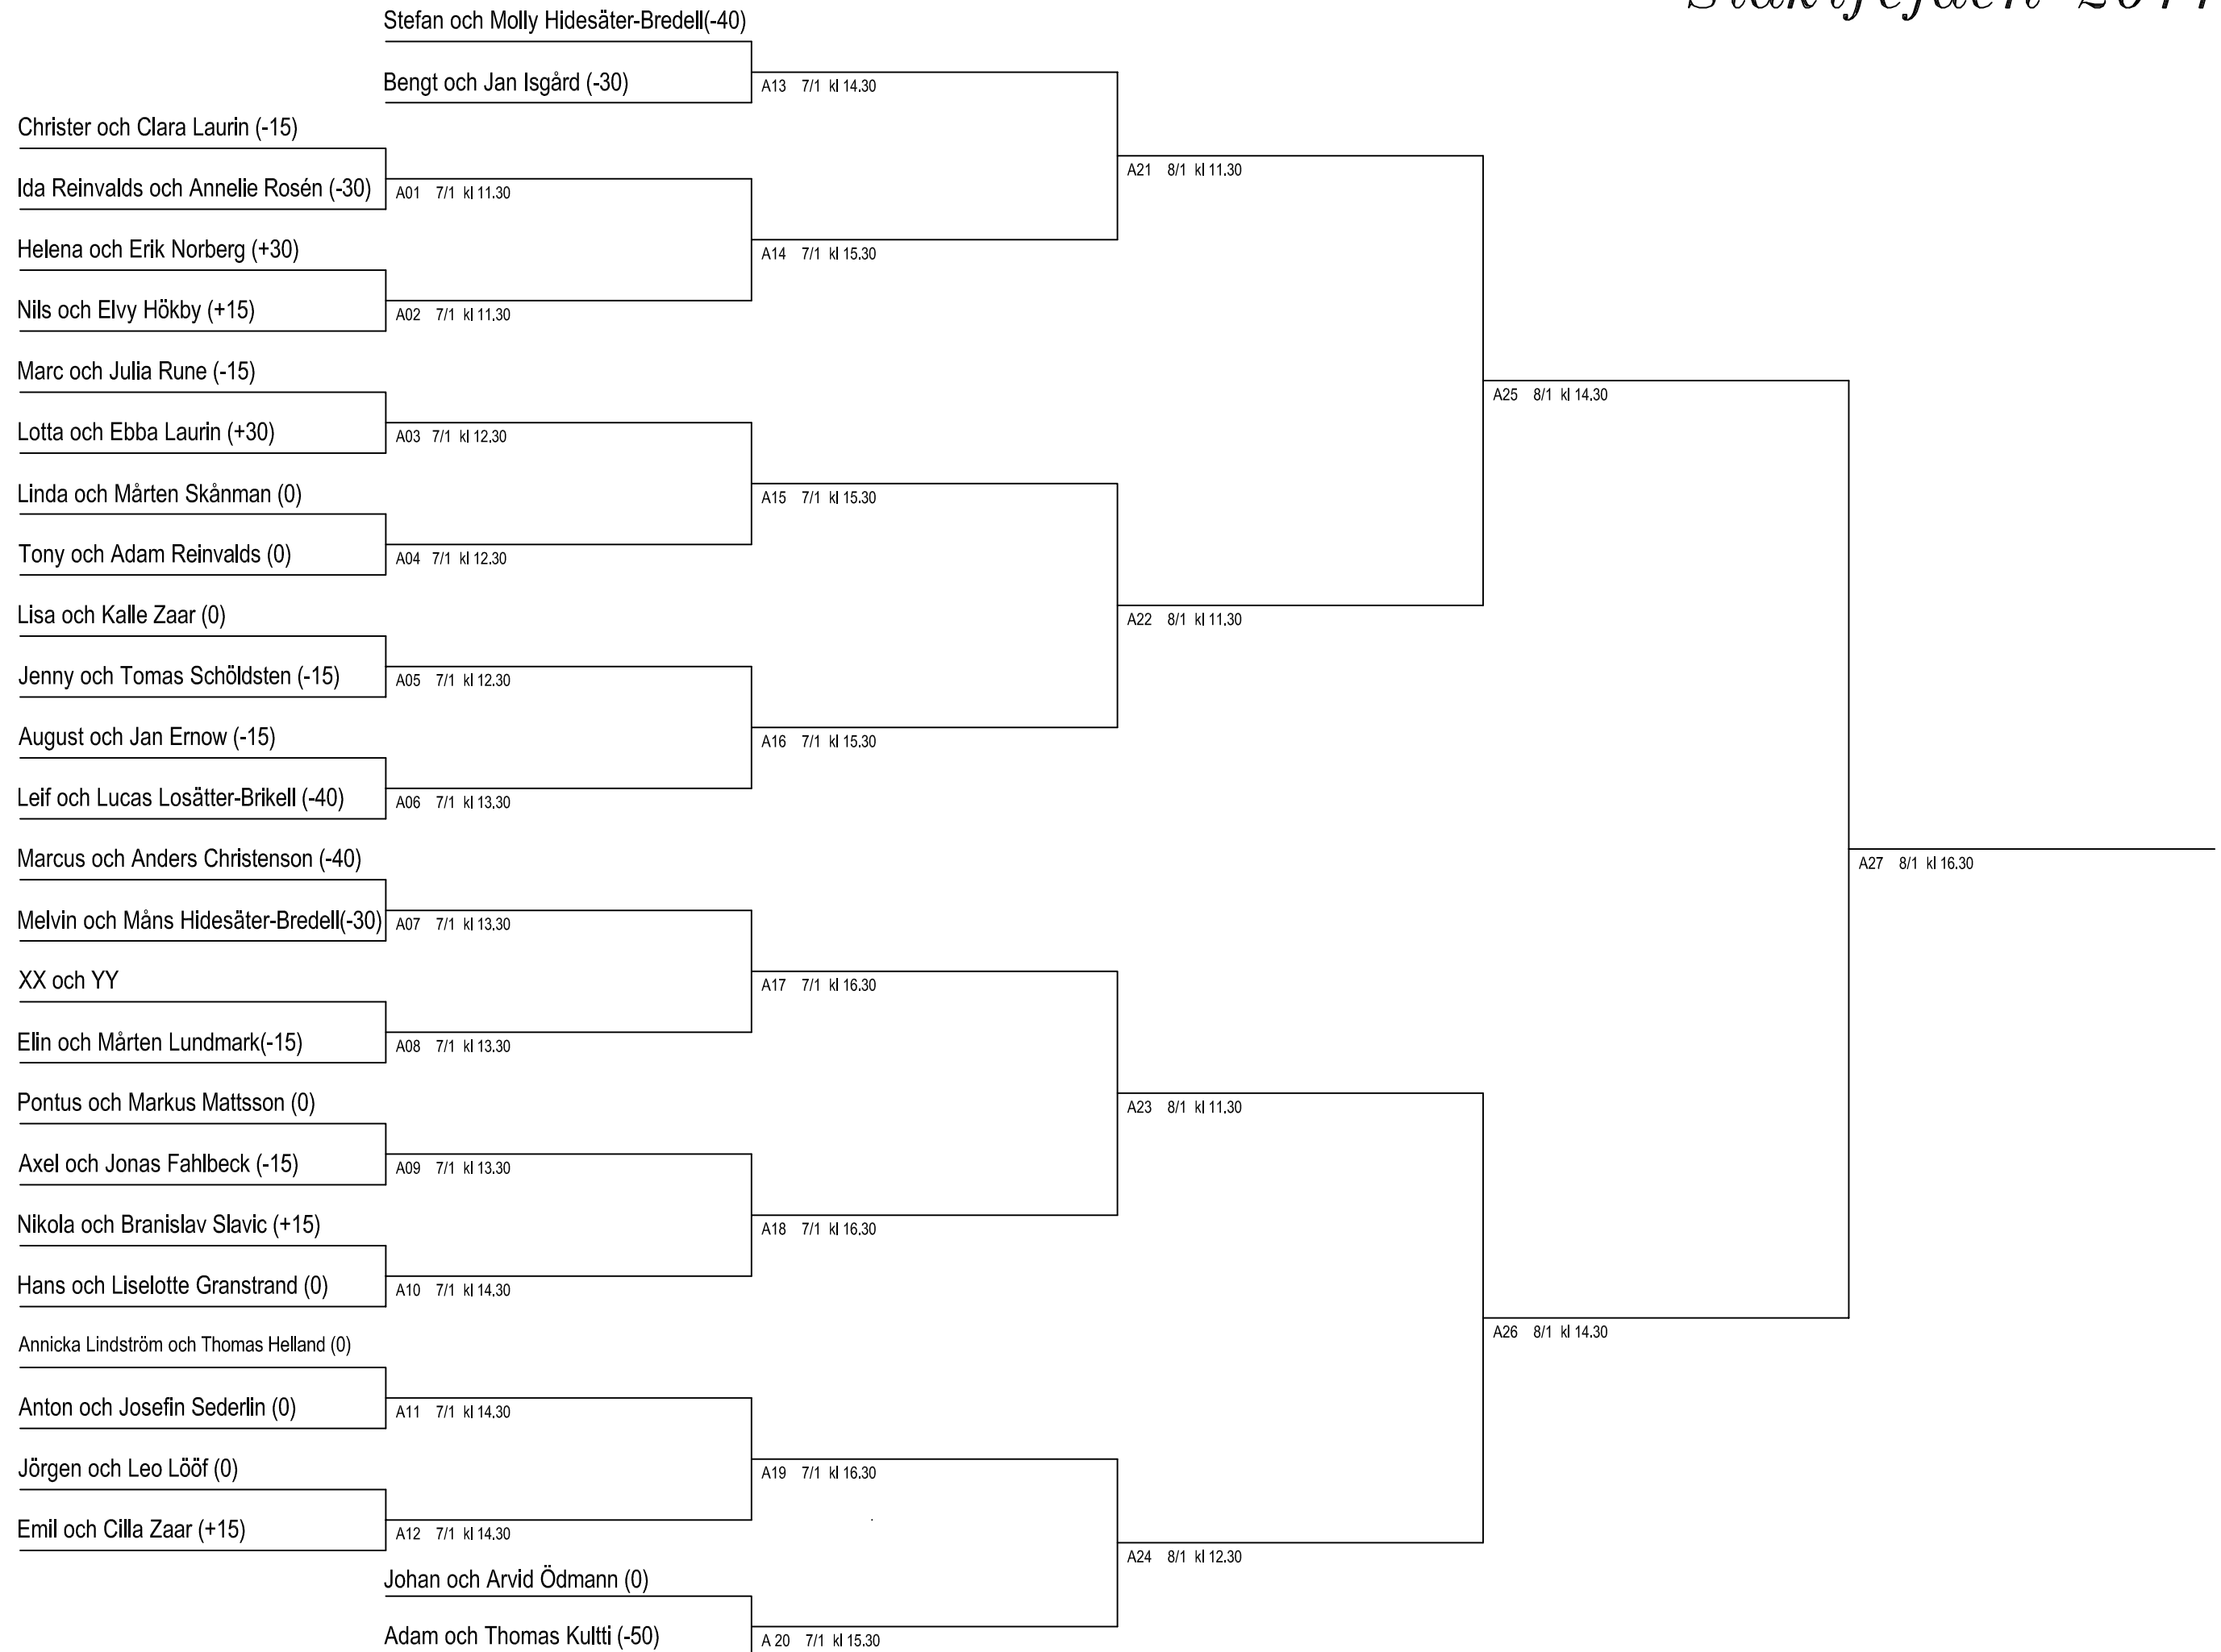 Stefan och Molly Hidesäter-Bredell(-40)
Bengt och Jan Isgård (-30)
A13 7/1 kl 14.30
Christer och Clara Laurin (-15)
Ida Reinvalds och Annelie Rosén (-30)
A01 7/1 kl 11.30
A21 8/1 kl 11.30
Helena och Erik Norberg (+30)
A14 7/1 kl 15.30
Nils och Elvy Hökby (+15)
A02 7/1 kl 11.30
Marc och Julia Rune (-15)
A25 8/1 kl 14.30
Lotta och Ebba Laurin (+30)
A03 7/1 kl 12.30
Linda och Mårten Skånman (0)
A15 7/1 kl 15.30
Tony och Adam Reinvalds (0)
A04 7/1 kl 12.30
Lisa och Kalle Zaar (0)
A22 8/1 kl 11.30
Jenny och Tomas Schöldsten (-15)
A05 7/1 kl 12.30
August och Jan Ernow (-15)
A16 7/1 kl 15.30
Leif och Lucas Losätter-Brikell (-40)
A06 7/1 kl 13.30
Marcus och Anders Christenson (-40)
A27 8/1 kl 16.30
Melvin och Måns Hidesäter-Bredell(-30)
A07 7/1 kl 13.30
XX och YY
A17 7/1 kl 16.30
Elin och Mårten Lundmark(-15)
A08 7/1 kl 13.30
Pontus och Markus Mattsson (0)
A23 8/1 kl 11.30
Axel och Jonas Fahlbeck (-15)
A09 7/1 kl 13.30
Nikola och Branislav Slavic (+15)
A18 7/1 kl 16.30
Hans och Liselotte Granstrand (0)
A10 7/1 kl 14.30
Annicka Lindström och Thomas Helland (0)
A26 8/1 kl 14.30
Anton och Josefin Sederlin (0)
A11 7/1 kl 14.30
Jörgen och Leo Lööf (0)
A19 7/1 kl 16.30
Emil och Cilla Zaar (+15)
A12 7/1 kl 14.30
A24 8/1 kl 12.30
Johan och Arvid Ödmann (0)
Adam och Thomas Kultti (-50)
A 20 7/1 kl 15.30